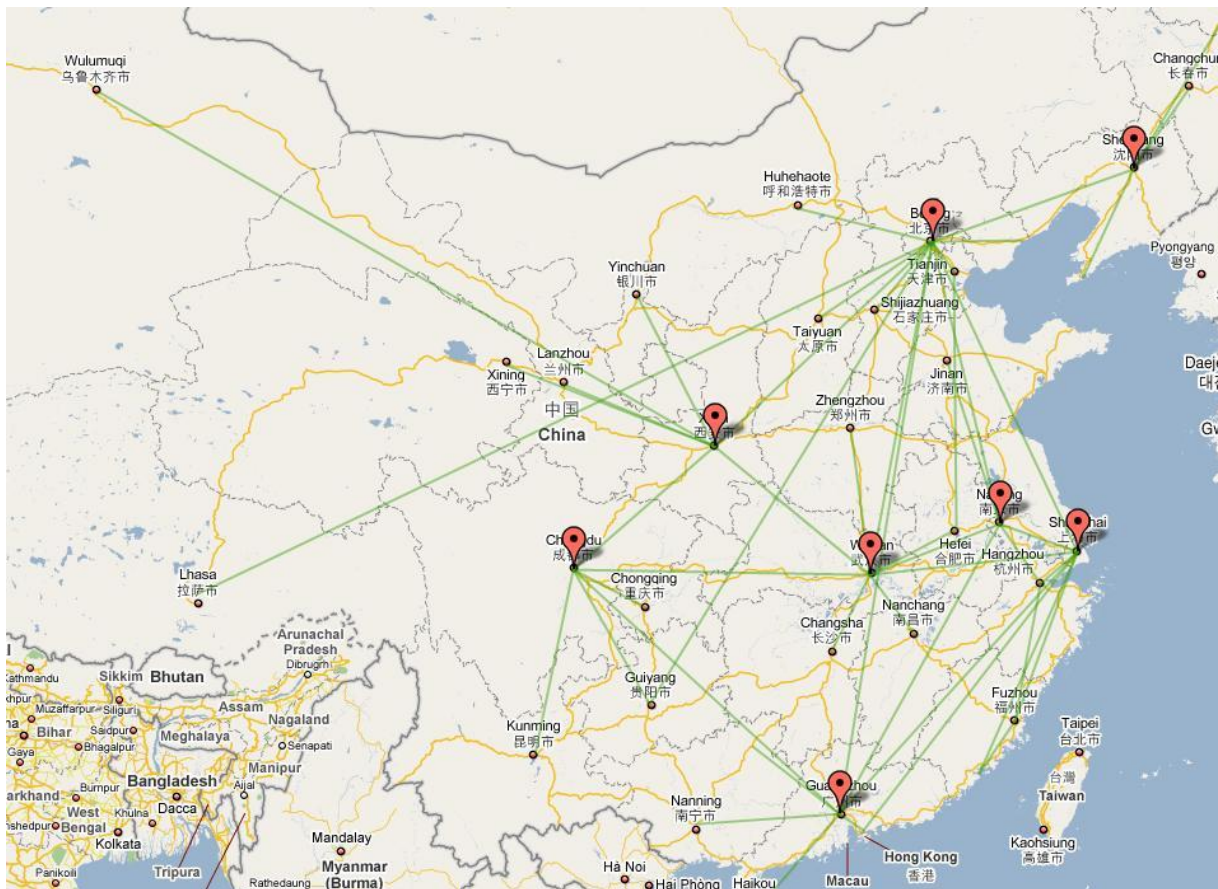 Wulumuqi
乌鲁木齐市
Changchun
长春市
Huhehaote
呼和浩特市
Pyongyang
평양
Yinchuan
银川市
Tianjin
天津市
Shijiazhuang
石家庄市
Taiyuan
太原市
Lanzhou
兰州市
Xining
西宁市
Jinan
济南市
Zhengzhou
郑州市
中国
China
Hefei
合肥市
Hangzhou
杭州市
Lhasa
拉萨市
Chongqing
重庆市
Nanchang
南昌市
Changsha
长沙市
Arunachal
Pradesh
Dibrugm
Sikkim
Bhutan
Kathmandu
Siliguri
Assam
Nagaland
Guiyang
贵阳市
Fuzhou
福州市
Muzaffarpur
Bihar
Saidpur
Meghalaya
Senapati
Kunming
昆明市
Taipei
台北市
Gaya
Bhagalpur
Manipur
Bangladesh
Aijal
台灣
Taiwan
Burnpur
West
Bengal
Khulna
Dacca
Nanning
南宁市
Kolkata
Mandalay
Kaohsiung
高雄市
Hong Kong
香港
Tripura
Myanmar
(Burma)
Hà Noi
Panikoili
Rathedaung
Hai Phòng
Haikou
Macau